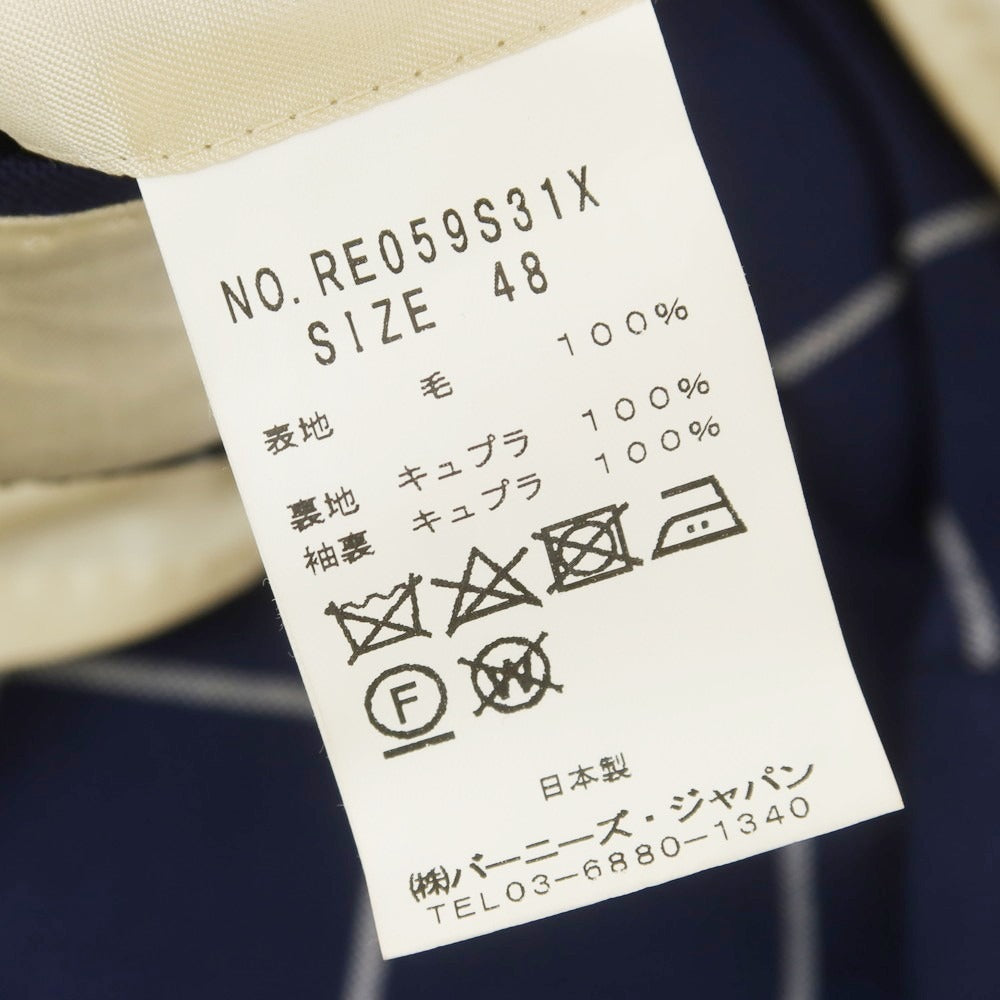 NO.RE059S31X
SIZE 48
表地 毛 100%
裏地 キュプラ 100%
袖裏 キュプラ 100%
F W
日本製
㈱バーニーズ・ジャパン
TEL03-6880-1340